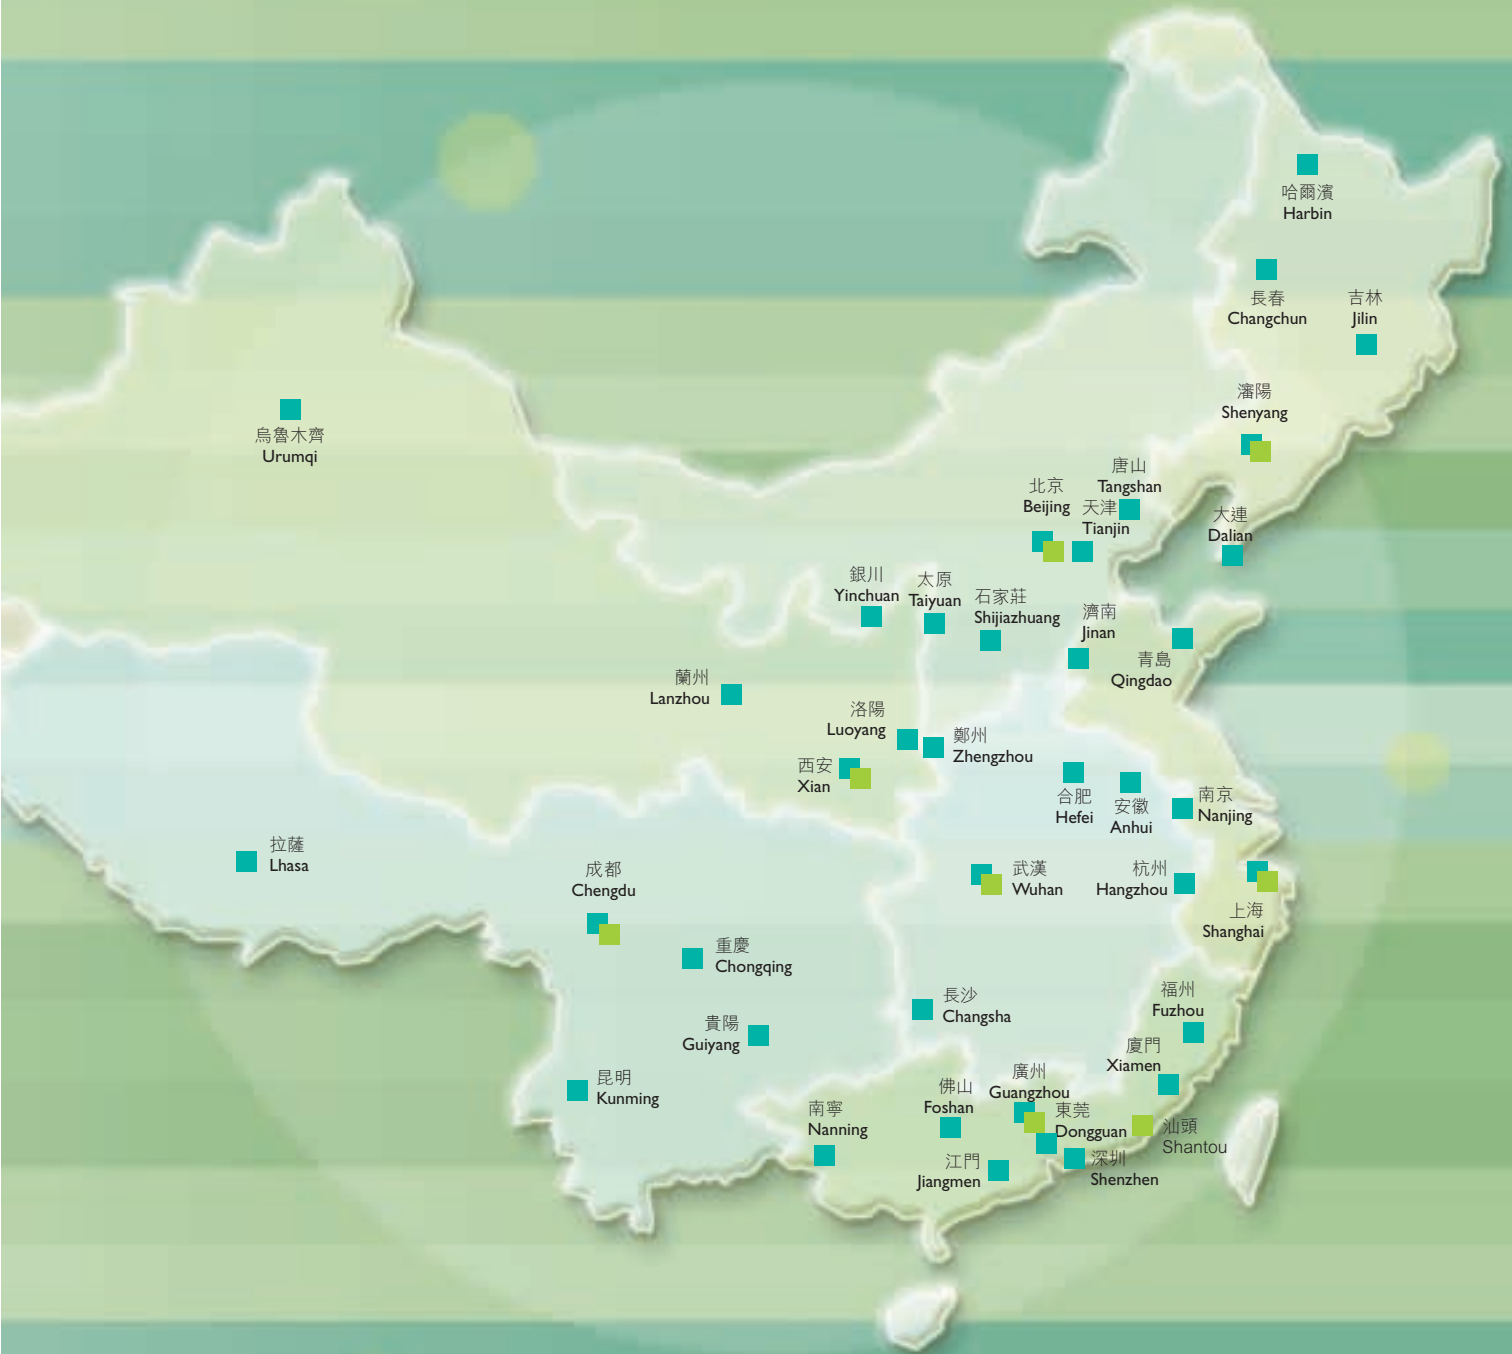 哈爾濱
Harbin
長春
Changchun
吉林
Jilin
瀋陽
Shenyang
烏魯木齊
Urumqi
唐山
Tangshan
北京
Beijing
天津
Tianjin
大連
Dalian
銀川
Yinchuan
太原
Taiyuan
石家莊
Shijiazhuang
濟南
Jinan
青島
Qingdao
蘭州
Lanzhou
洛陽
Luoyang
鄭州
Zhengzhou
西安
Xian
合肥
Hefei
安徽
Anhui
南京
Nanjing
拉薩
Lhasa
成都
Chengdu
武漢
Wuhan
杭州
Hangzhou
上海
Shanghai
重慶
Chongqing
長沙
Changsha
福州
Fuzhou
貴陽
Guiyang
廈門
Xiamen
昆明
Kunming
廣州
Guangzhou
佛山
Foshan
南寧
Nanning
東莞
Dongguan
汕頭
Shantou
江門
Jiangmen
深圳
Shenzhen